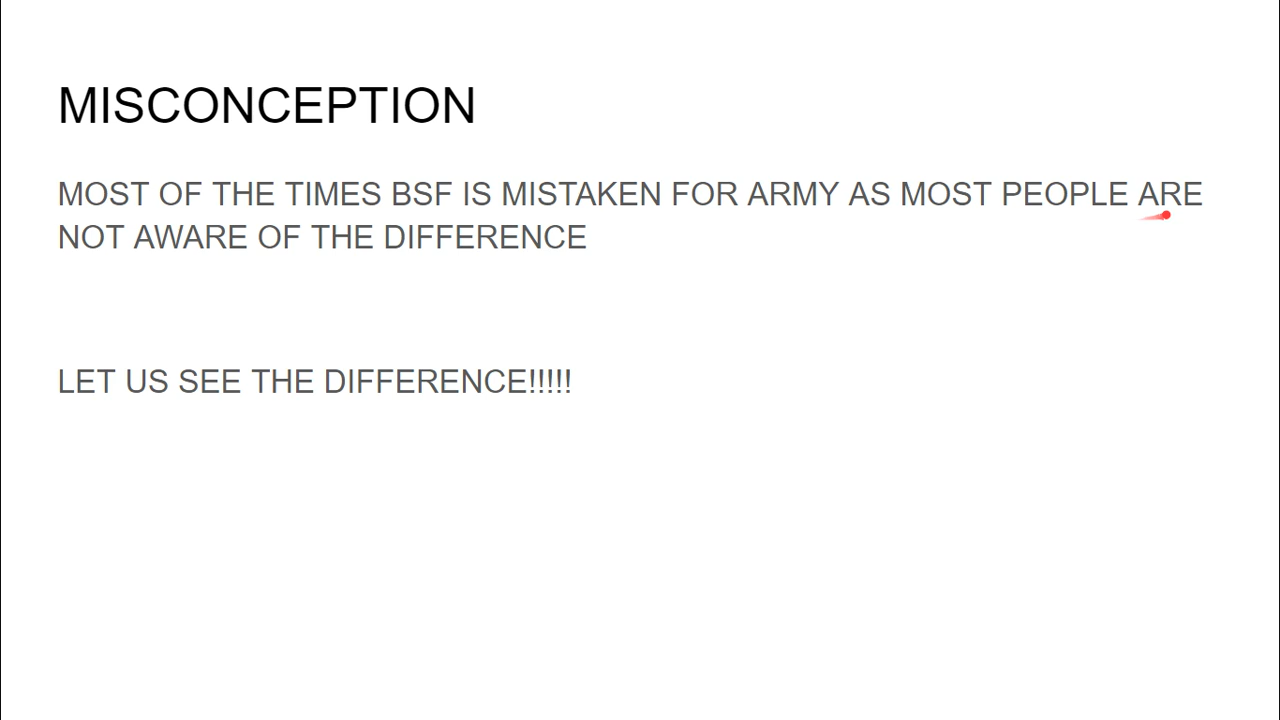 MISCONCEPTION
MOST OF THE TIMES BSF IS MISTAKEN FOR ARMY AS MOST PEOPLE ARE
NOT AWARE OF THE DIFFERENCE
LET US SEE THE DIFFERENCE!!!!!